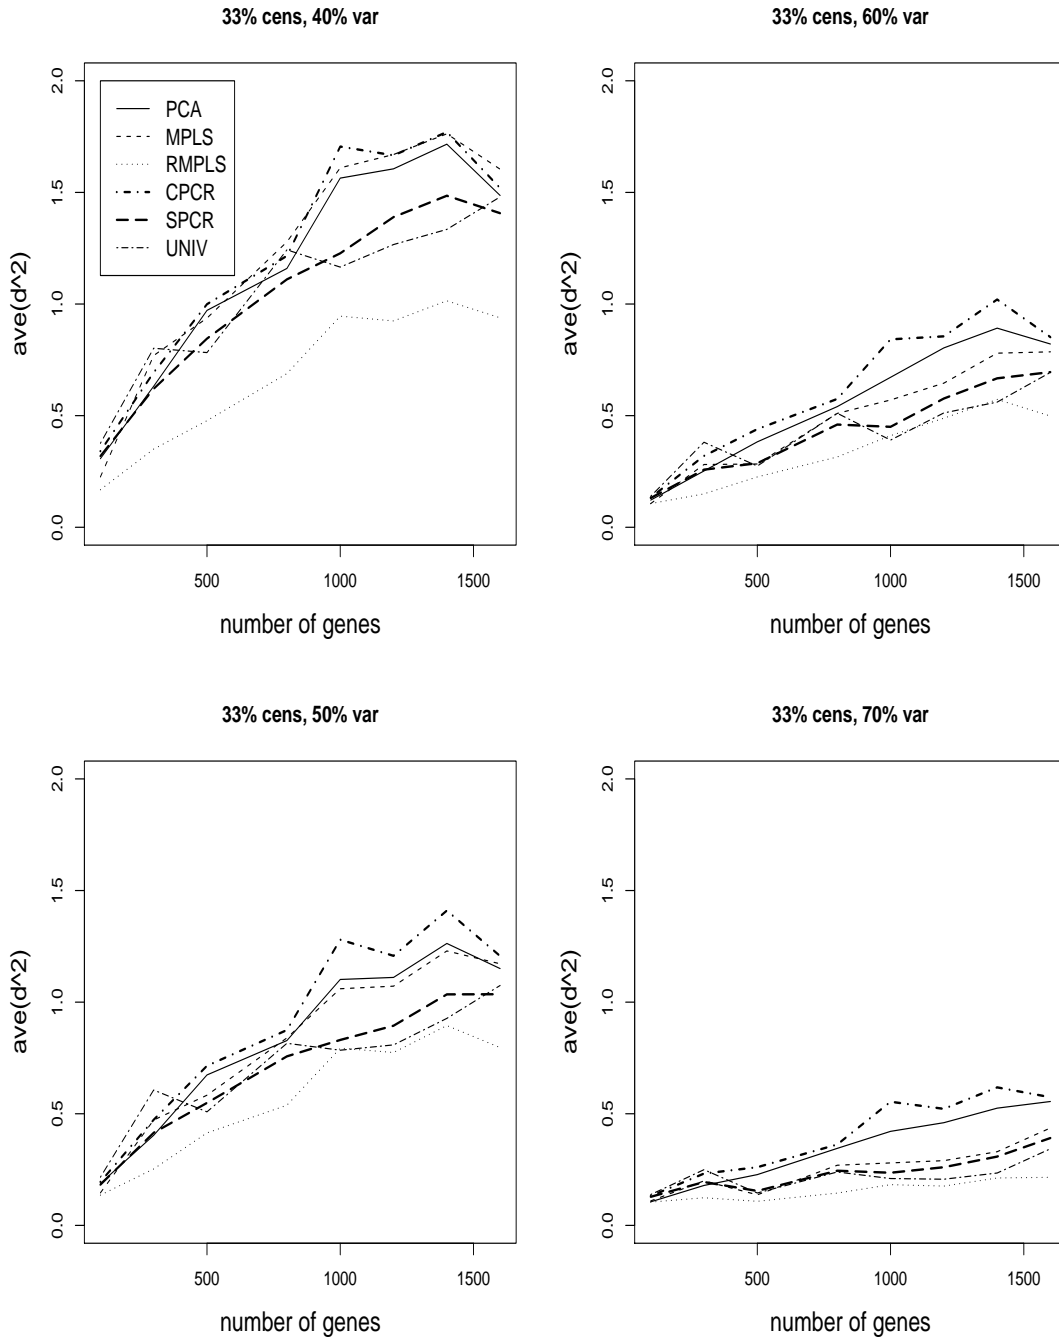 33% cens, 40% var
2.0
1.5
1.0
0.5
0.0
ave(d^2)
PCA
MPLS
RMPLS
CPCR
SPCR
UNIV
500 1000 1500
number of genes
33% cens, 60% var
2.0
1.5
1.0
0.5
0.0
ave(d^2)
500 1000 1500
number of genes
33% cens, 50% var
2.0
1.5
1.0
0.5
0.0
ave(d^2)
500 1000 1500
number of genes
33% cens, 70% var
2.0
1.5
1.0
0.5
0.0
ave(d^2)
500 1000 1500
number of genes